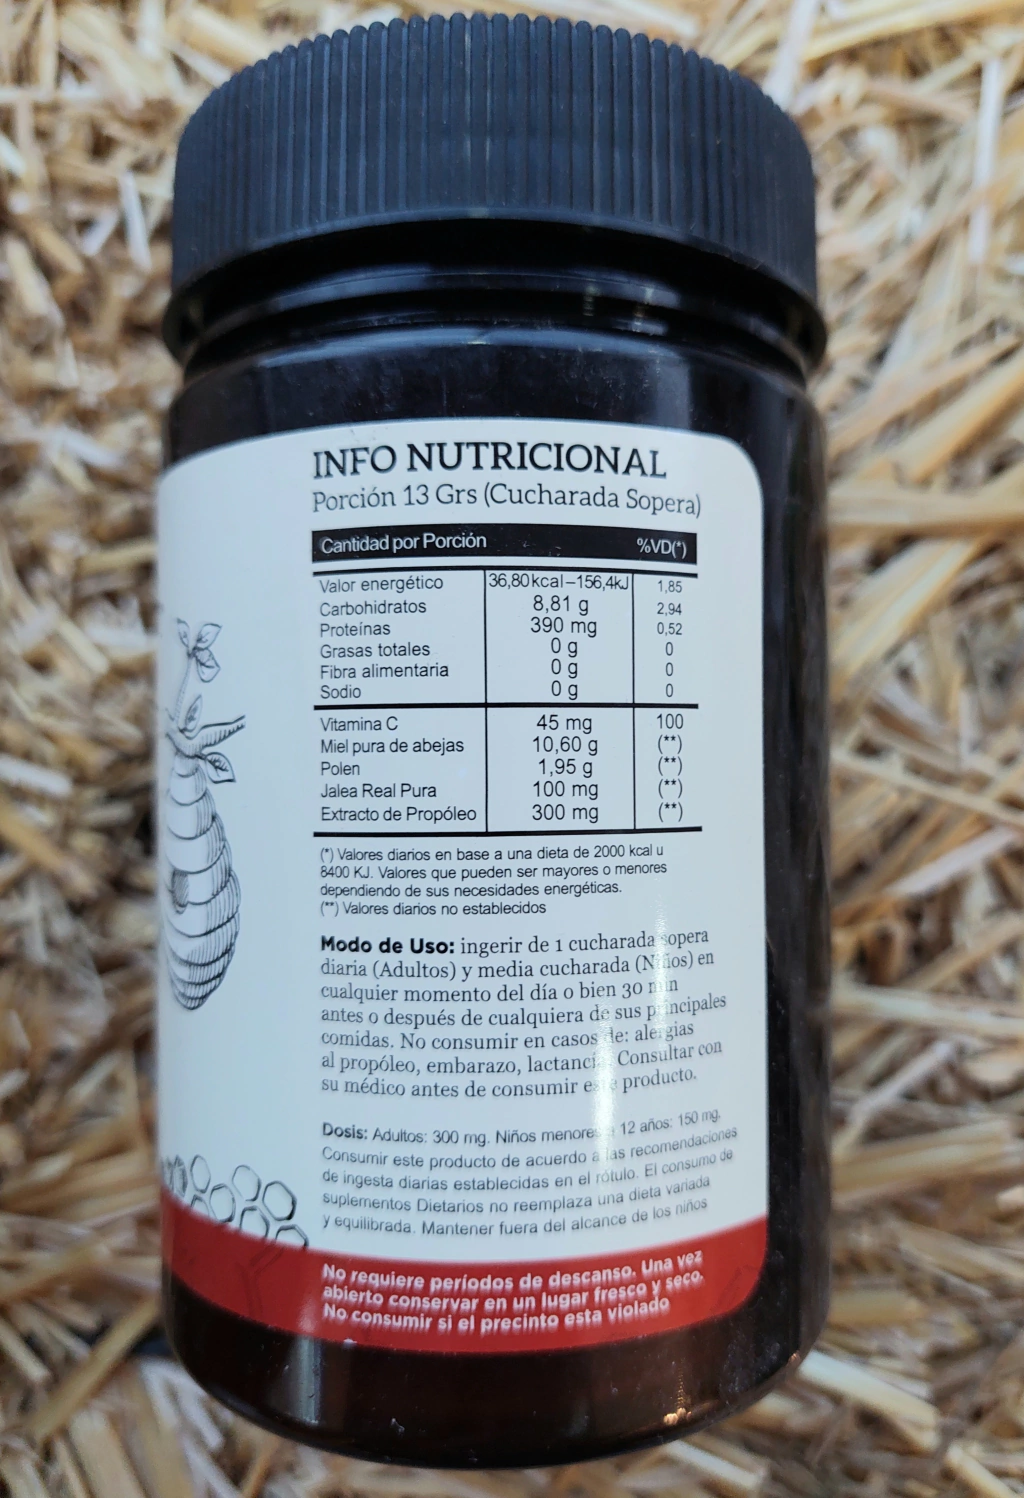 INFO NUTRICIONAL
Porción 13 Grs (Cucharada Sopera)
Cantidad por Porción %VD(*)
Valor energético 36,80kcal–156,4kJ 1,85
Carbohidratos 8,81 g 2,94
Proteínas 390 mg 0,52
Grasas totales 0 g 0
Fibra alimentaria 0 g 0
Sodio 0 g 0
Vitamina C 45 mg 100
Miel pura de abejas 10,60 g (**)
Polen 1,95 g (**)
Jalea Real Pura 100 mg (**)
Extracto de Propóleo 300 mg (**)
(*) Valores diarios en base a una dieta de 2000 kcal u
8400 KJ. Valores que pueden ser mayores o menores
dependiendo de sus necesidades energéticas.
(**) Valores diarios no establecidos
Modo de Uso: ingerir de 1 cucharada sopera
diaria (Adultos) y media cucharada (Niños) en
cualquier momento del día o bien 30 min
antes o después de cualquiera de sus principales
comidas. No consumir en casos de: alergias
al propóleo, embarazo, lactancia. Consultar con
su médico antes de consumir este producto.
Dosis: Adultos: 300 mg. Niños menores a 12 años: 150 mg.
Consumir este producto de acuerdo a las recomendaciones
de ingesta diarias establecidas en el rótulo. El consumo de
suplementos Dietarios no reemplaza una dieta variada
y equilibrada. Mantener fuera del alcance de los niños
No requiere períodos de descanso. Una vez
abierto conservar en un lugar fresco y seco.
No consumir si el precinto esta violado